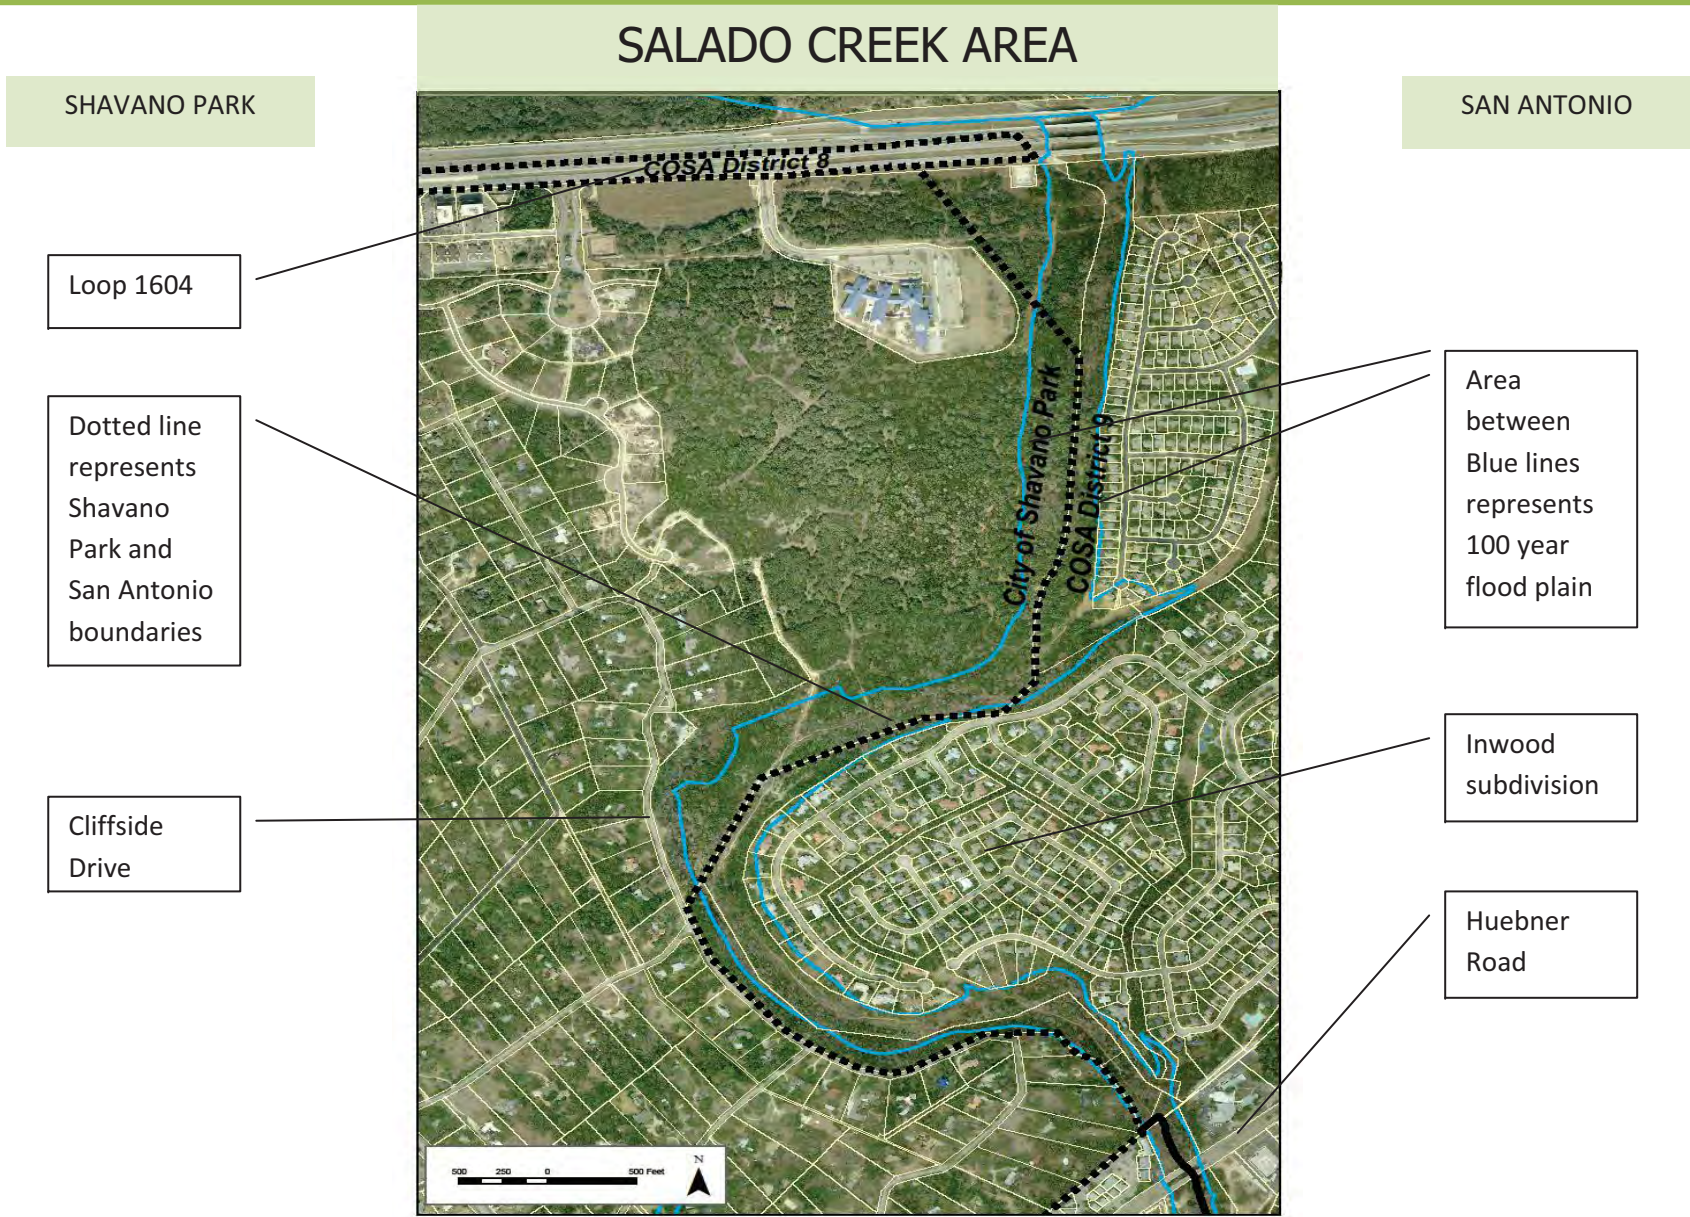 SALADO CREEK AREA
SHAVANO PARK
SAN ANTONIO
COSA District 8
Loop 1604
Dotted line
represents
Shavano
Park and
San Antonio
boundaries
Cliffside
Drive
City of Shavano Park
COSA District 9
Area
between
Blue lines
represents
100 year
flood plain
Inwood
subdivision
Huebner
Road
500 250 0 500 Feet
N